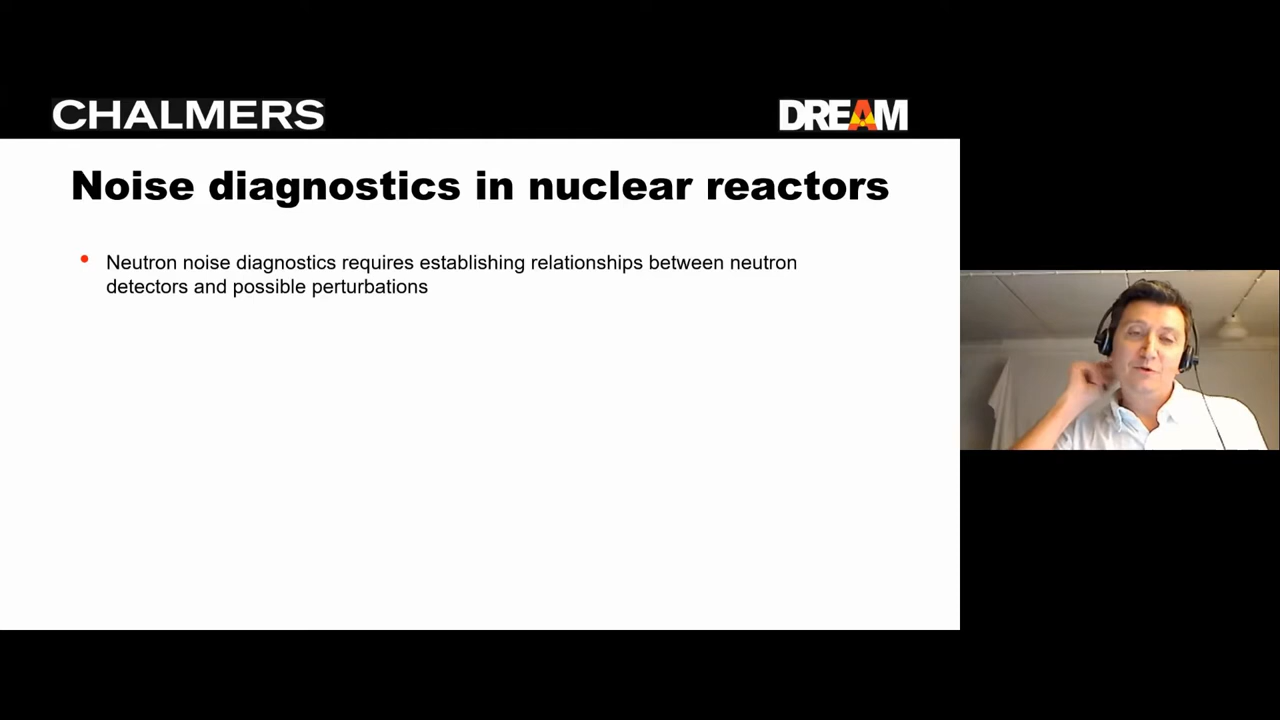 CHALMERS
DREAM
Noise diagnostics in nuclear reactors
Neutron noise diagnostics requires establishing relationships between neutron
detectors and possible perturbations